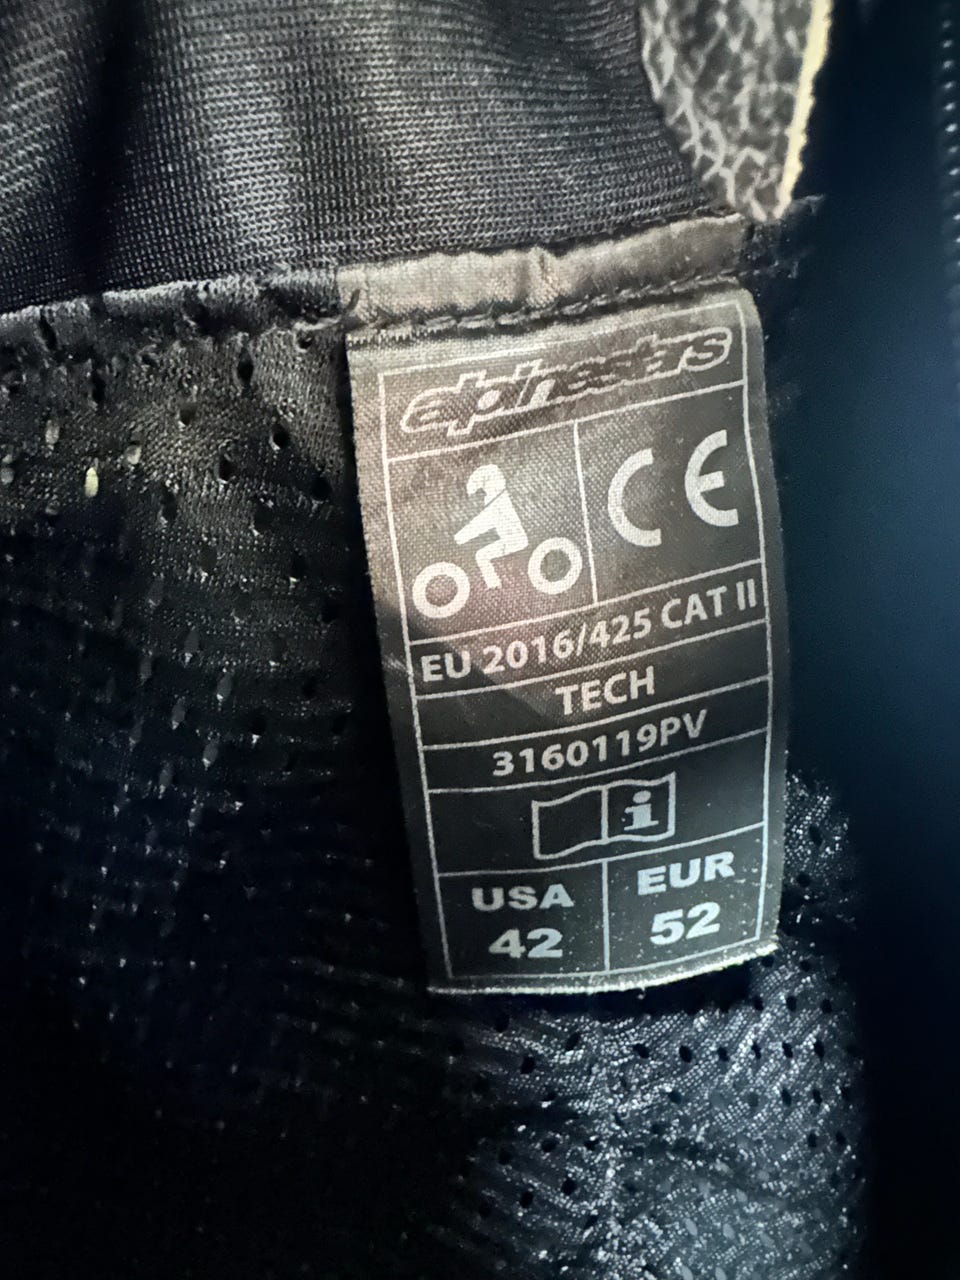 alpinestars
CE
EU 2016/425 CAT II
TECH
3160119PV
i
USA EUR
42 52